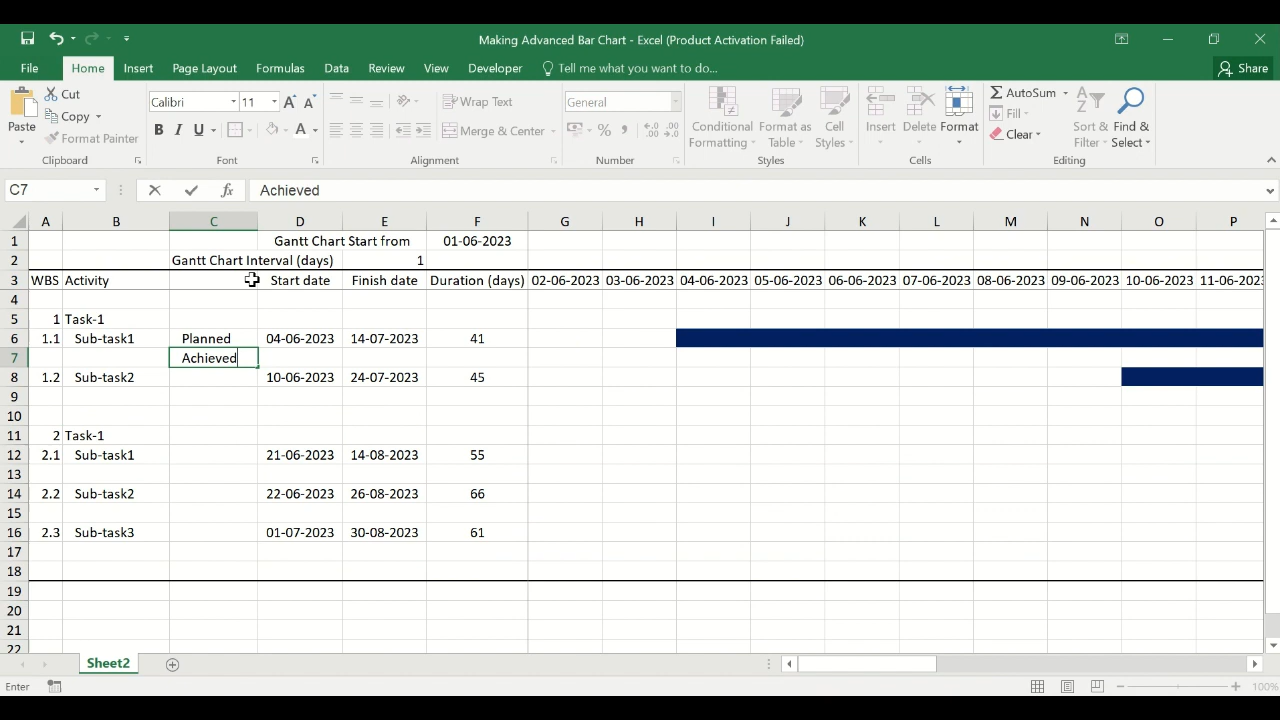 Making Advanced Bar Chart - Excel (Product Activation Failed)
File Home Insert Page Layout Formulas Data Review View Developer Tell me what you want to do... Share
Paste Cut Copy Format Painter Clipboard
Calibri 11 B I U A Font
Wrap Text Merge & Center Alignment
General % Number
Conditional Formatting Format as Table Cell Styles Styles
Insert Delete Format Cells
AutoSum Fill Clear Sort & Filter Find & Select Editing
C7 fx Achieved
A B C D E F G H I J K L M N O P
1 Gantt Chart Start from 01-06-2023
2 Gantt Chart Interval (days) 1
3 WBS Activity Start date Finish date Duration (days) 02-06-2023 03-06-2023 04-06-2023 05-06-2023 06-06-2023 07-06-2023 08-06-2023 09-06-2023 10-06-2023 11-06-2023
4
5 1 Task-1
6 1.1 Sub-task1 Planned 04-06-2023 14-07-2023 41
7 Achieved
8 1.2 Sub-task2 10-06-2023 24-07-2023 45
9
10
11 2 Task-1
12 2.1 Sub-task1 21-06-2023 14-08-2023 55
13
14 2.2 Sub-task2 22-06-2023 26-08-2023 66
15
16 2.3 Sub-task3 01-07-2023 30-08-2023 61
17
18
19
20
21
22
Sheet2
Enter 100%